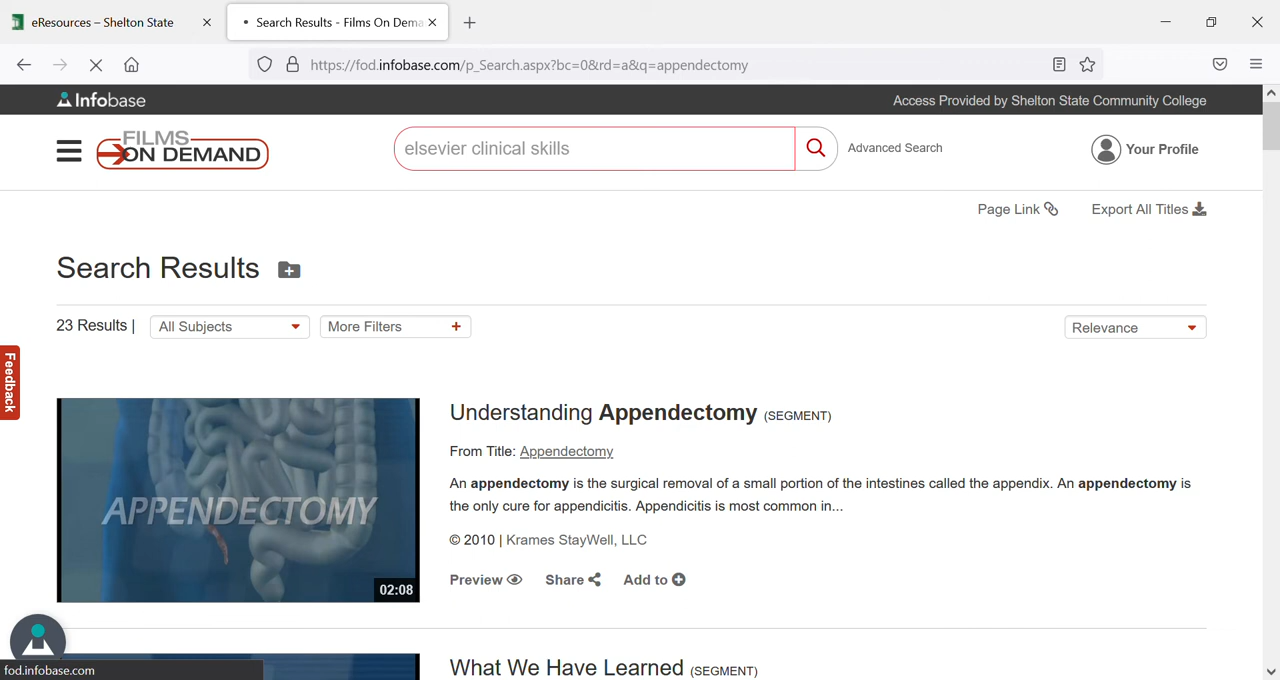 eResources – Shelton State
Search Results - Films On Dema
https://fod.infobase.com/p_Search.aspx?bc=0&rd=a&q=appendectomy
Infobase
Access Provided by Shelton State Community College
FILMS
ON DEMAND
elsevier clinical skills
Advanced Search
Your Profile
Page Link
Export All Titles
Search Results
23 Results |
All Subjects
More Filters +
Relevance
Feedback
APPENDECTOMY
02:08
Understanding Appendectomy (SEGMENT)
From Title: Appendectomy
An appendectomy is the surgical removal of a small portion of the intestines called the appendix. An appendectomy is
the only cure for appendicitis. Appendicitis is most common in...
© 2010 | Krames StayWell, LLC
Preview
Share
Add to
What We Have Learned (SEGMENT)
fod.infobase.com